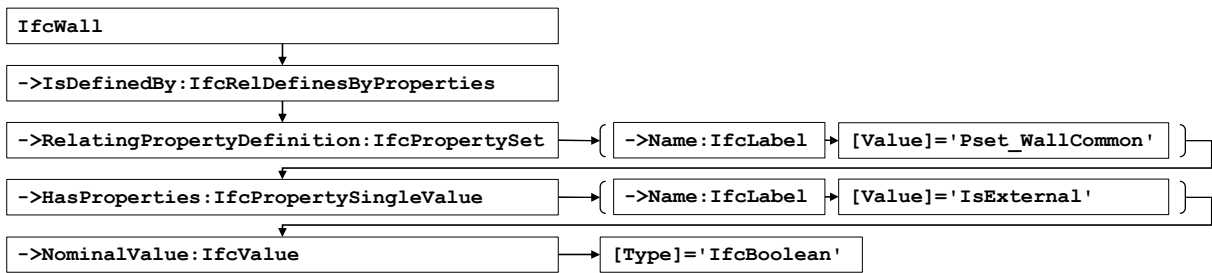 IfcWall
->IsDefinedBy:IfcRelDefinesByProperties
->RelatingPropertyDefinition:IfcPropertySet ->Name:IfcLabel [Value]='Pset_WallCommon'
->HasProperties:IfcPropertySingleValue ->Name:IfcLabel [Value]='IsExternal'
->NominalValue:IfcValue [Type]='IfcBoolean'